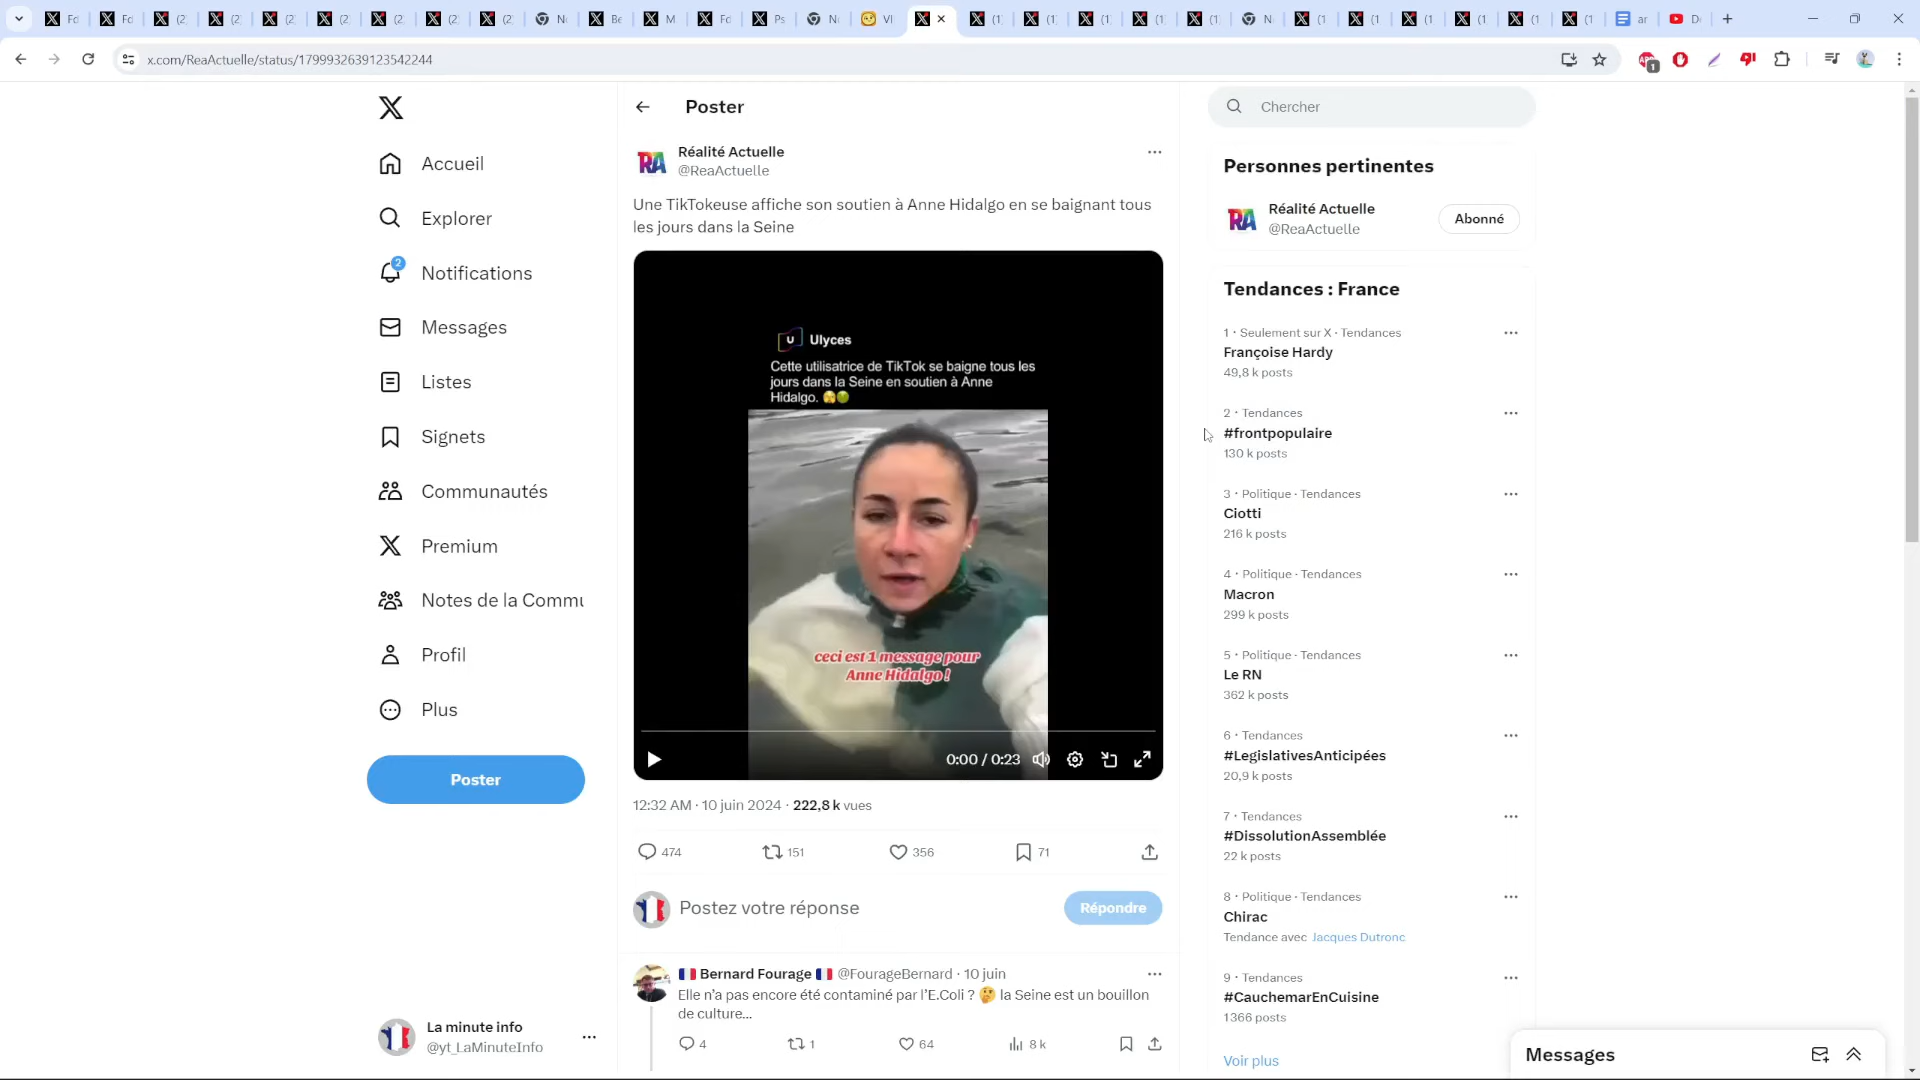 x.com/ReaActuelle/status/1799932639123542244
Accueil
Explorer
2
Notifications
Messages
Listes
Signets
Communautés
Premium
Notes de la Commu
Profil
Plus
Poster
La minute info
@yt_LaMinuteInfo
Poster
Réalité Actuelle
@ReaActuelle
Une TikTokeuse affiche son soutien à Anne Hidalgo en se baignant tous
les jours dans la Seine
Ulyces
Cette utilisatrice de TikTok se baigne tous les
jours dans la Seine en soutien à Anne
Hidalgo. 🫣🤢
ceci est 1 message pour
Anne Hidalgo !
0:00 / 0:23
12:32 AM · 10 juin 2024 · 222,8 k vues
474 151 356 71
Postez votre réponse
Répondre
🇫🇷 Bernard Fourage 🇫🇷 @FourageBernard · 10 juin
Elle n’a pas encore été contaminé par l’E.Coli ? 🤔 la Seine est un bouillon
de culture...
4 1 64 8 k
Chercher
Personnes pertinentes
Réalité Actuelle
@ReaActuelle
Abonné
Tendances : France
1 · Seulement sur X · Tendances
Françoise Hardy
49,8 k posts
2 · Tendances
#frontpopulaire
130 k posts
3 · Politique · Tendances
Ciotti
216 k posts
4 · Politique · Tendances
Macron
299 k posts
5 · Politique · Tendances
Le RN
362 k posts
6 · Tendances
#LegislativesAnticipées
20,9 k posts
7 · Tendances
#DissolutionAssemblée
22 k posts
8 · Politique · Tendances
Chirac
Tendance avec Jacques Dutronc
9 · Tendances
#CauchemarEnCuisine
1 366 posts
Voir plus
Messages